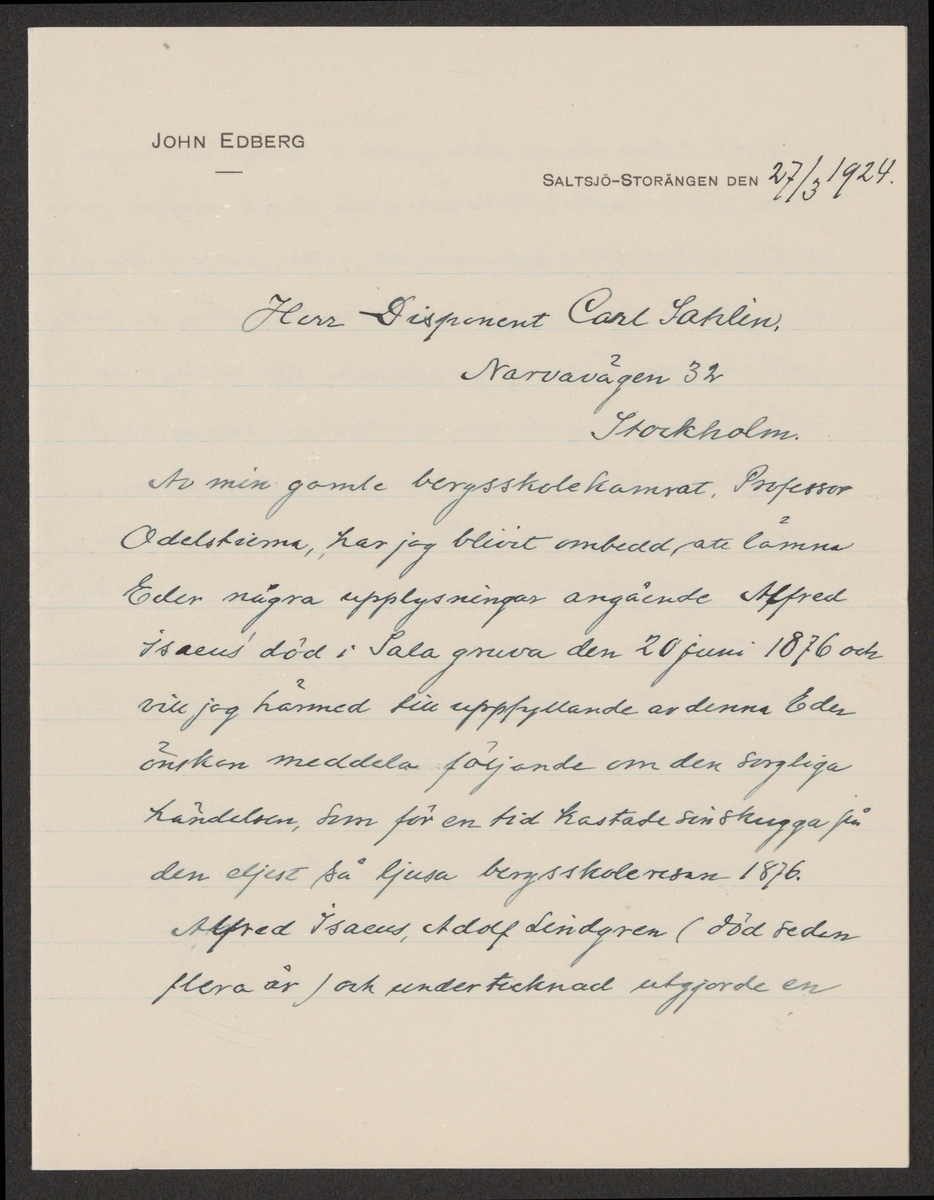 JOHN EDBERG
SALTSJÖ-STORÄNGEN DEN 27/3 1924.
Herr Disponent Carl Sahlin,
Narvavägen 32
Stockholm.
Av min gamle bergsskolekamrat, Professor
Odelstierna, har jag blivit ombedd, att lämna
Eder några upplysningar angående Alfred
Isaeus' död i Sala gruva den 20 juni 1876 och
vill jag härmed till uppfyllande av denna Eder
önskan meddela följande om den sorgliga
händelsen, som för en tid kastade sin skugga på
den eljest så ljusa bergsskoleresan 1876.
Alfred Isaeus, Adolf Lindgren (död sedan
flera år) och undertecknad utgjorde en